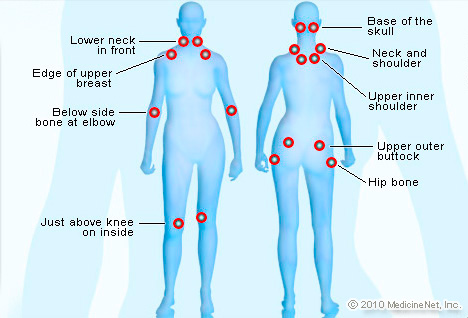 Lower neck
in front
Edge of upper
breast
Below side
bone at elbow
Just above knee
on inside
Base of the
skull
Neck and
shoulder
Upper inner
shoulder
Upper outer
buttock
Hip bone
© 2010 MedicineNet, Inc.